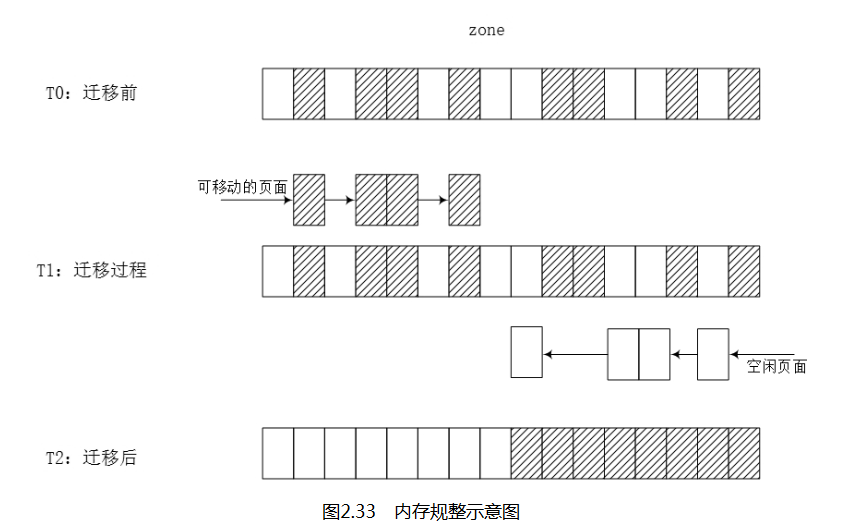 zone
T0：迁移前
可移动的页面
T1：迁移过程
空闲页面
T2：迁移后
图2.33 内存规整示意图